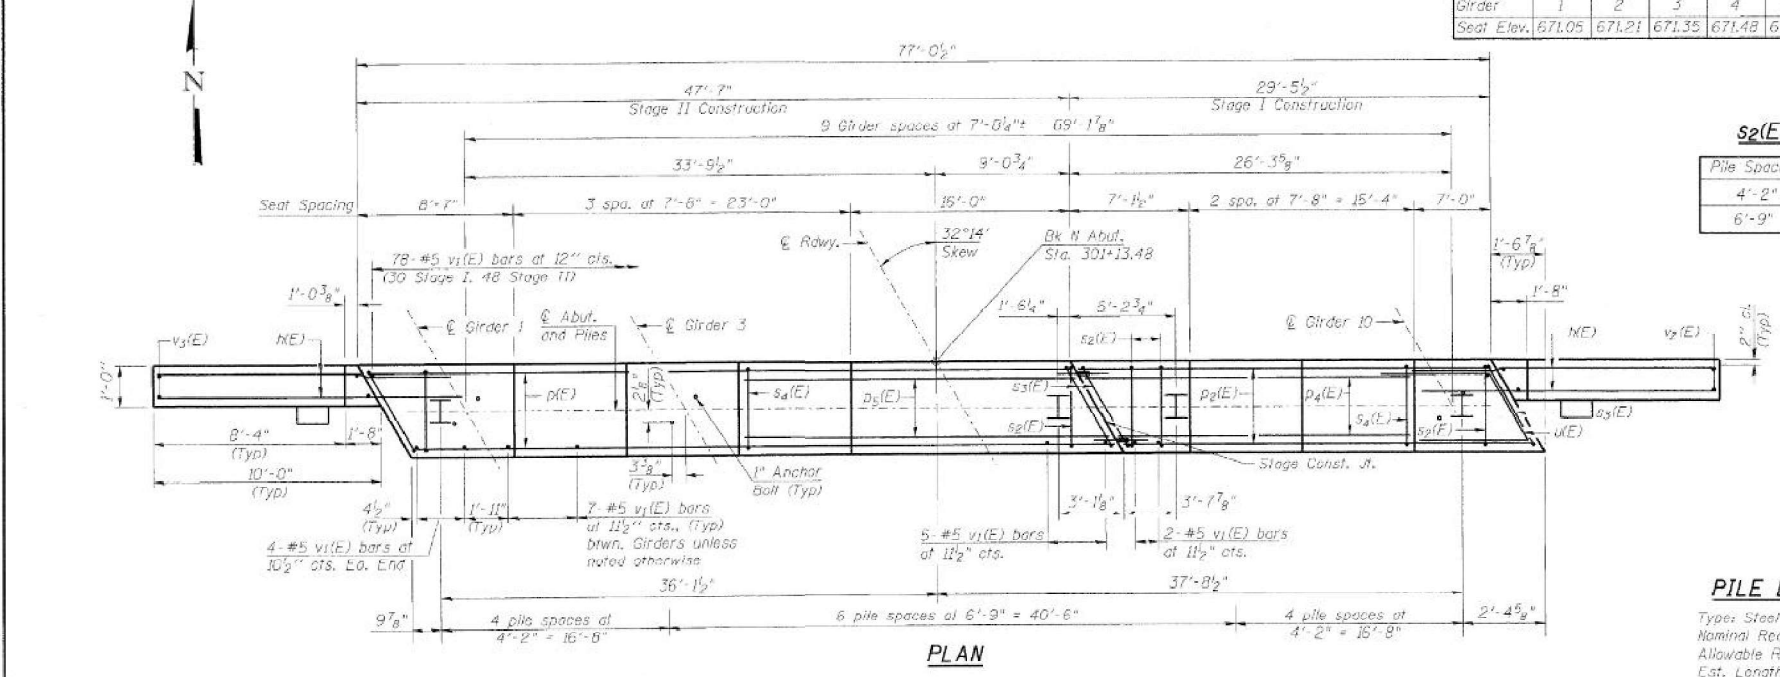 Girder 1 2 3 4
Seat Elev. 671.05 671.21 671.35 671.48 6
N
77'-0½"
47'-7"
Stage II Construction
29'-5½"
Stage I Construction
9 Girder spaces at 7'-8¼"± 69'-1⅞"
33'-9½"
9'-0¾"
26'-3⅝"
s2(E
Pile Spac
4'-2"
6'-9"
Seat Spacing
8'-7"
3 spa. at 7'-8" = 23'-0"
16'-0"
7'-1½"
2 spa. at 7'-8" = 15'-4"
7'-0"
℄ Rdwy.
32°14'
Skew
Bk N Abut.
Sta. 301+13.48
1'-6⅞"
(Typ)
78-#5 v1(E) bars at 12" cts.
(30 Stage I, 48 Stage II)
1'-0⅜"
1'-6¼"
5'-2¾"
1'-8"
℄ Girder 1
℄ Abut.
and Piles
℄ Girder 3
℄ Girder 10
2" cl.
(Typ)
v3(E)
h(E)
s2(E)
h(E)
v2(E)
1'-0"
p(E)
2⅛"
(Typ)
s4(E)
p5(E)
s3(E)
p2(E)
p4(E)
s4(E)
s2(E)
s2(E)
s3(E)
u(E)
8'-4"
(Typ)
1'-8"
10'-0"
(Typ)
3⅜"
(Typ)
1" Anchor
Bolt (Typ)
Stage Const. Jt.
4½"
(Typ)
1'-11"
(Typ)
7-#5 v1(E) bars
at 11½" cts., (Typ)
btwn. Girders unless
noted otherwise
3'-1⅛"
3'-7⅞"
4-#5 v1(E) bars at
10½" cts. Ea. End
5-#5 v1(E) bars
at 11½" cts.
2-#5 v1(E) bars
at 11½" cts.
36'-1½"
37'-8½"
9⅞"
4 pile spaces at
4'-2" = 16'-8"
6 pile spaces at 6'-9" = 40'-6"
4 pile spaces at
4'-2" = 16'-8"
2'-4⅝"
PLAN
PILE
Type: Steel
Nominal Req
Allowable R
Est. Length